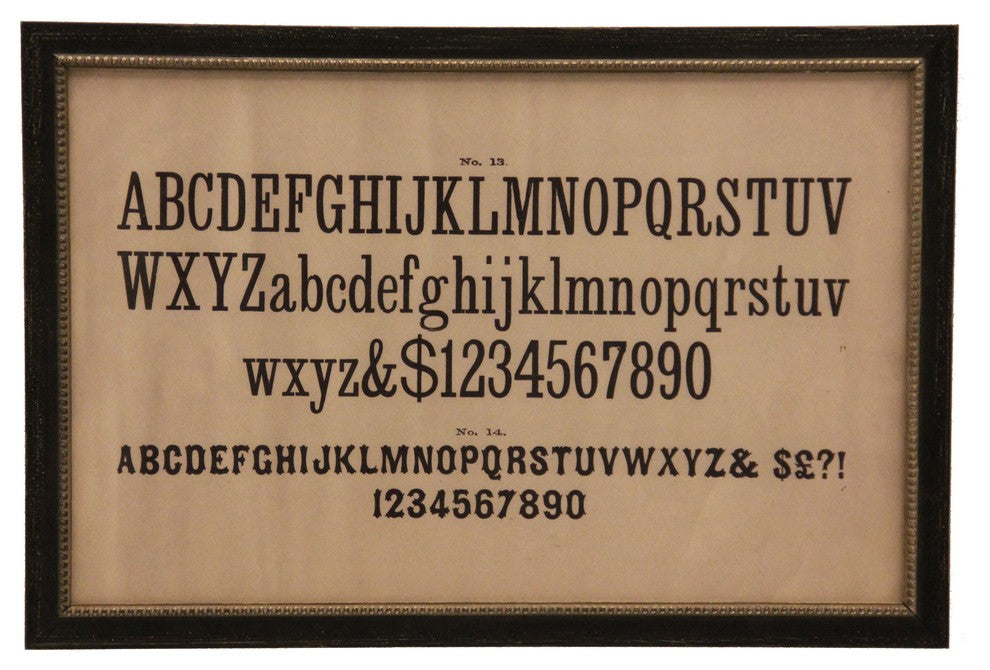 No. 13.
ABCDEFGHIJKLMNOPQRSTUV
WXYZabcdefghijklmnopqrstuv
wxyz&$1234567890
No. 14.
ABCDEFGHIJKLMNOPQRSTUVWXYZ& $£?!
1234567890